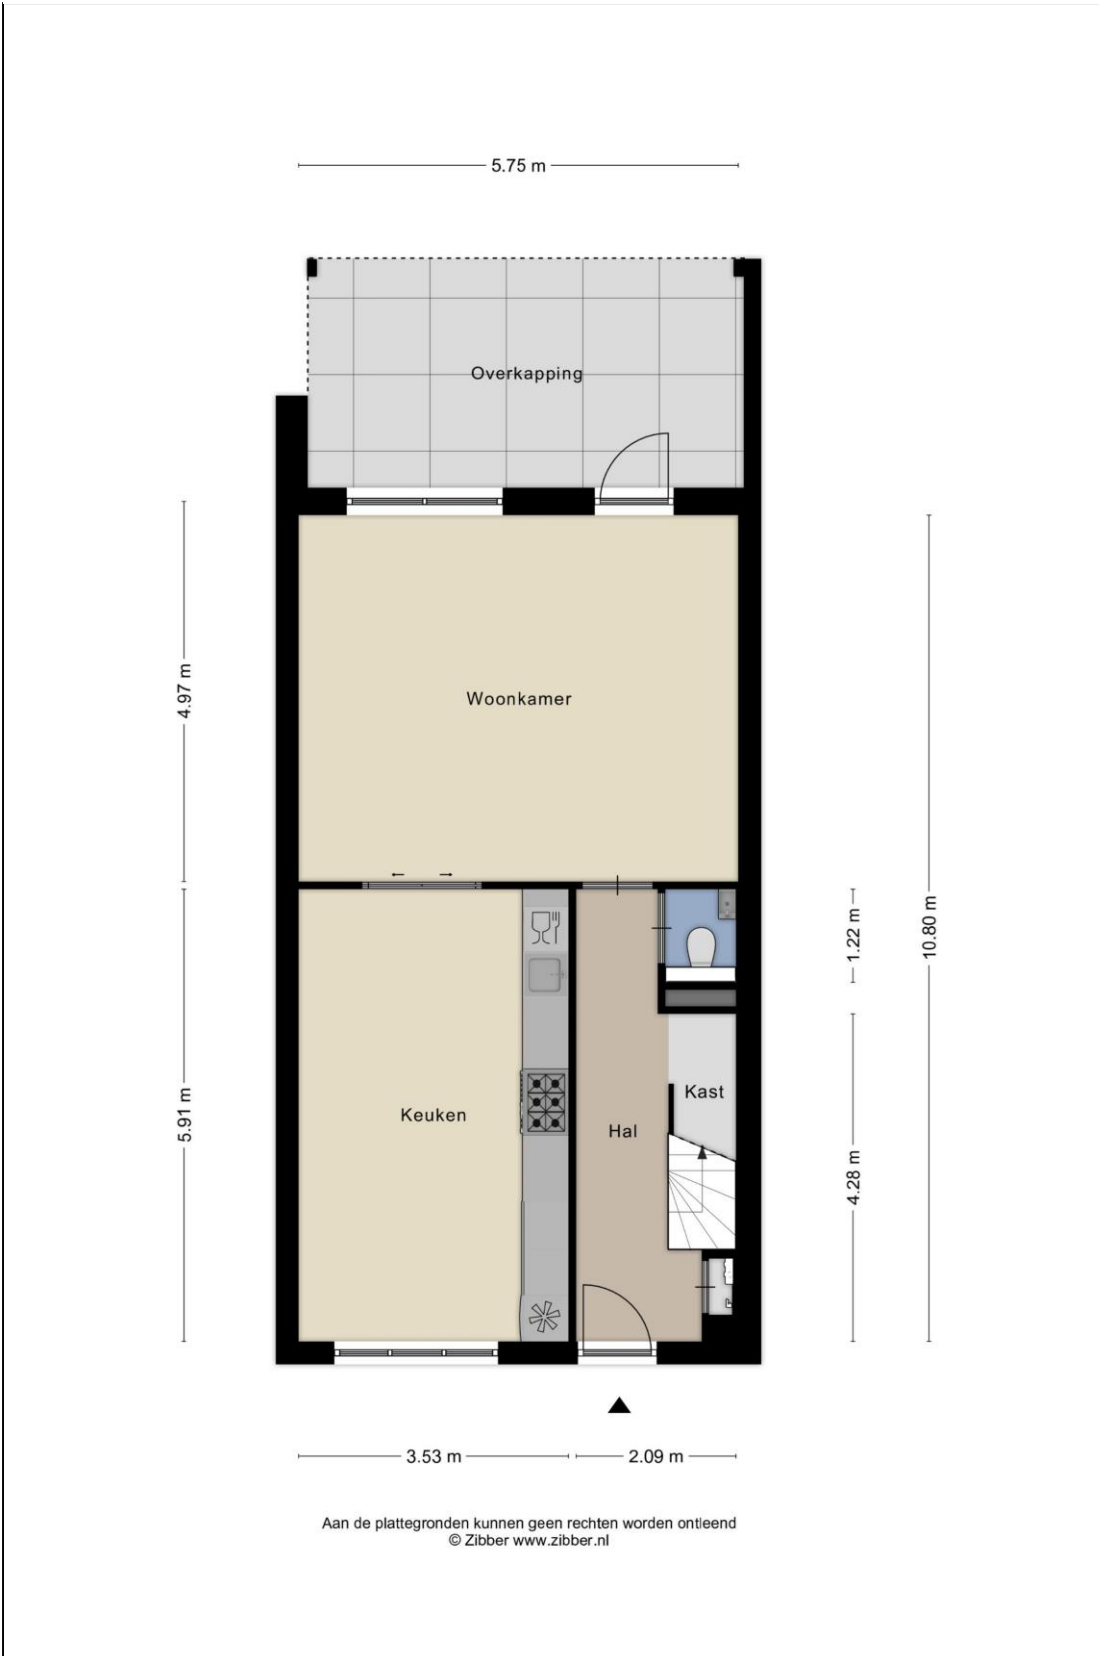 5.75 m
Overkapping
4.97 m
Woonkamer
10.80 m
1.22 m
Kast
5.91 m
Keuken
Hal
4.28 m
3.53 m
2.09 m
Aan de plattegronden kunnen geen rechten worden ontleend
© Zibber www.zibber.nl